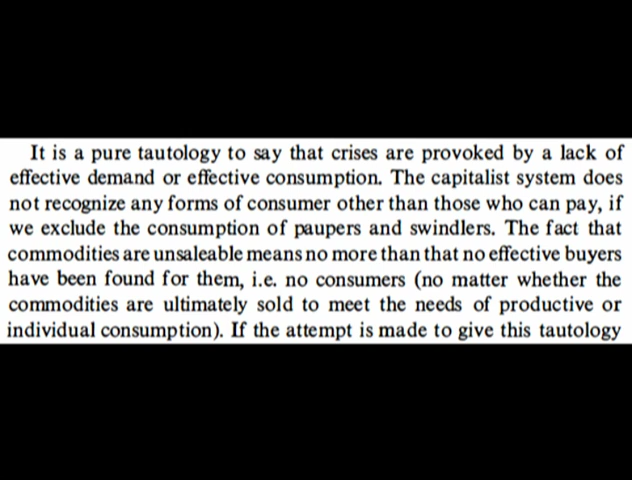 It is a pure tautology to say that crises are provoked by a lack of
effective demand or effective consumption. The capitalist system does
not recognize any forms of consumer other than those who can pay, if
we exclude the consumption of paupers and swindlers. The fact that
commodities are unsaleable means no more than that no effective buyers
have been found for them, i.e. no consumers (no matter whether the
commodities are ultimately sold to meet the needs of productive or
individual consumption). If the attempt is made to give this tautology